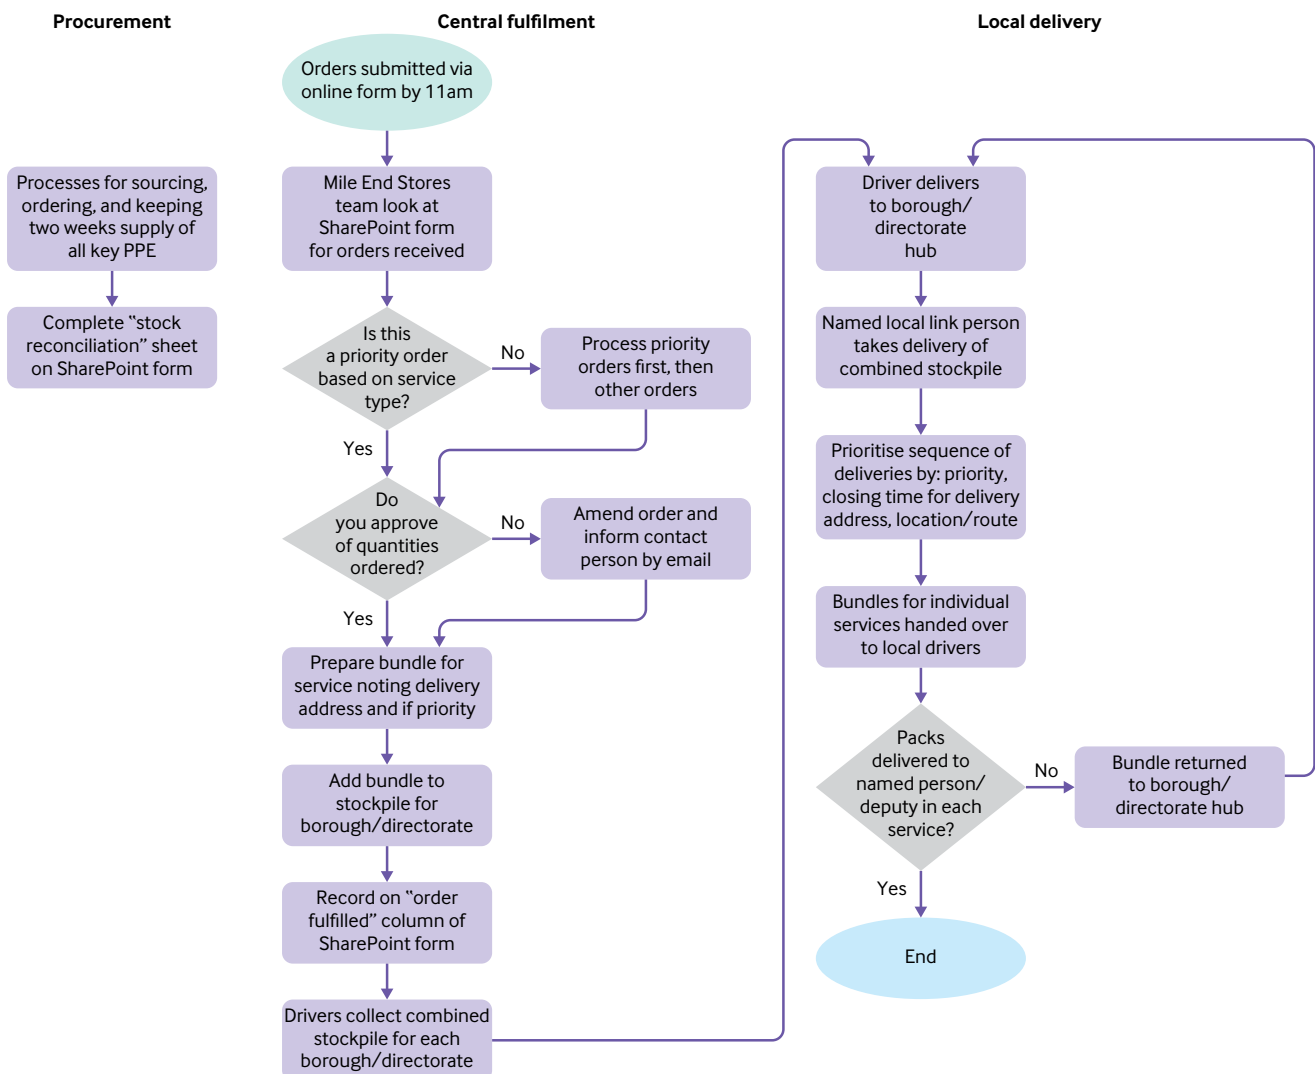 Procurement
Processes for sourcing,
ordering, and keeping
two weeks supply of
all key PPE
Complete "stock
reconciliation" sheet
on SharePoint form
Central fulfilment
Orders submitted via
online form by 11am
Mile End Stores
team look at
SharePoint form
for orders received
Is this
a priority order
based on service
type?
No
Process priority
orders first, then
other orders
Yes
Do
you approve
of quantities
ordered?
No
Amend order and
inform contact
person by email
Yes
Prepare bundle for
service noting delivery
address and if priority
Add bundle to
stockpile for
borough/directorate
Record on "order
fulfilled" column of
SharePoint form
Drivers collect combined
stockpile for each
borough/directorate
Local delivery
Driver delivers
to borough/
directorate
hub
Named local link person
takes delivery of
combined stockpile
Prioritise sequence of
deliveries by: priority,
closing time for delivery
address, location/route
Bundles for individual
services handed over
to local drivers
Packs
delivered to
named person/
deputy in each
service?
No
Bundle returned
to borough/
directorate hub
Yes
End